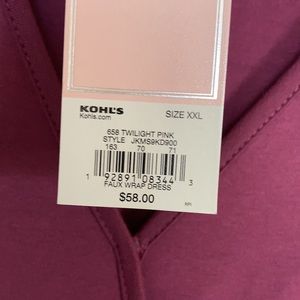 KOHL'S
Kohls.com
SIZE XXL
658 TWILIGHT PINK
STYLE JKMS9KD900
163 70 71
1 92891 08344 3
FAUX WRAP DRESS
$58.00
RPI